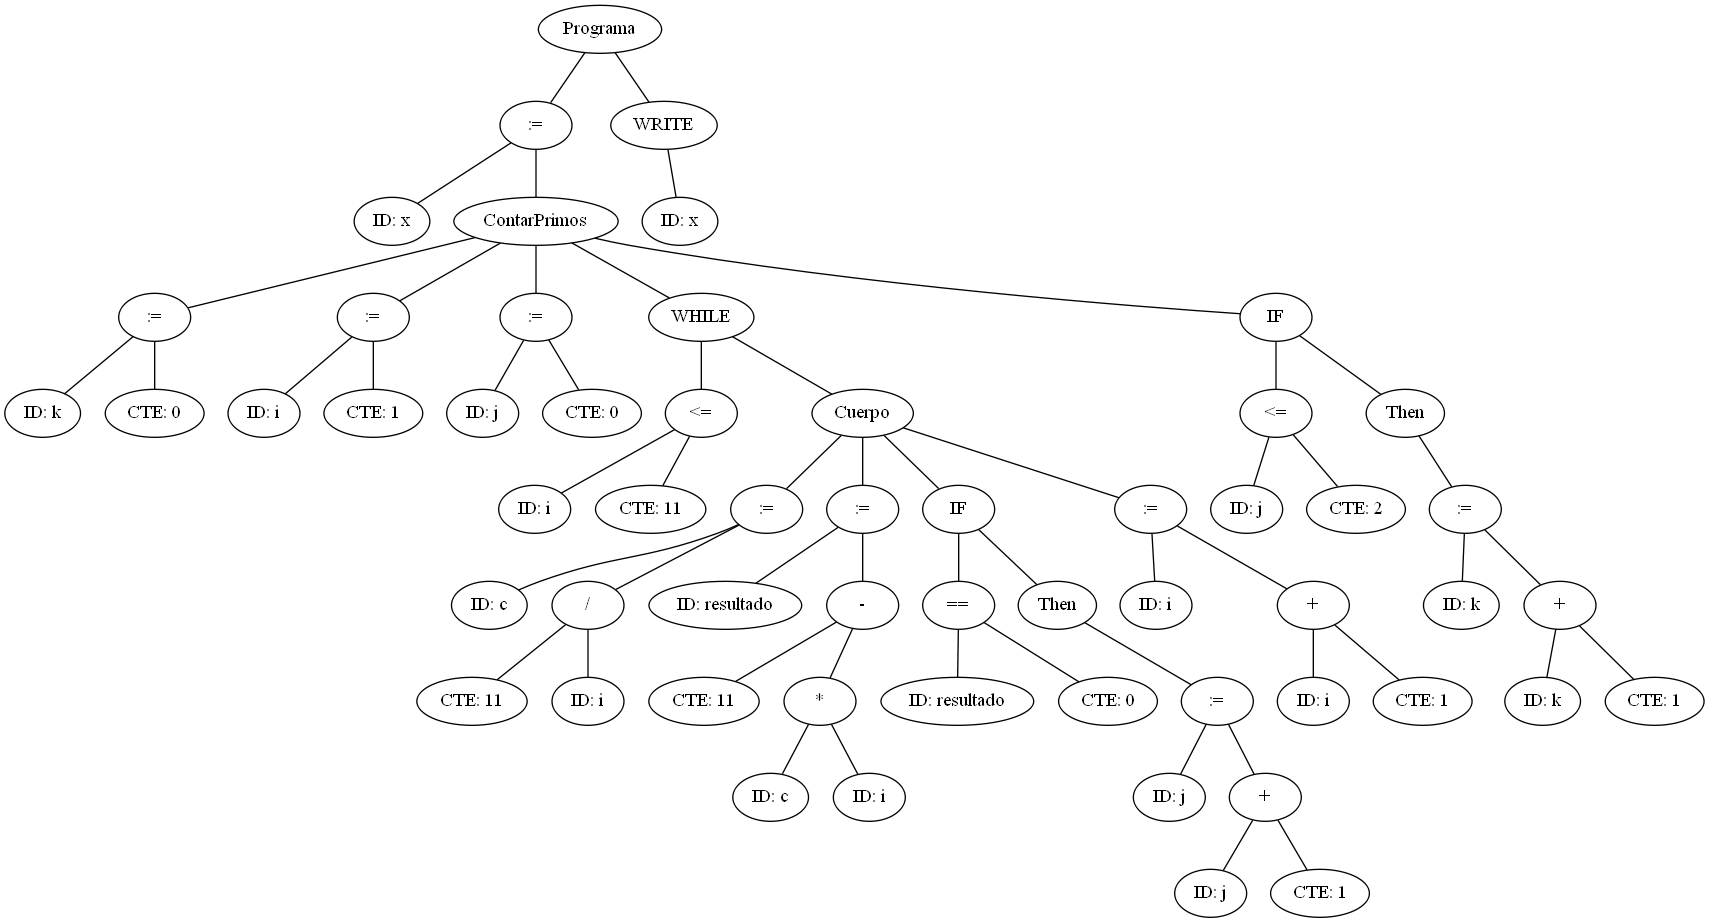 Programa
:= WRITE
ID: x ContarPrimos ID: x
:= := := WHILE IF
ID: k CTE: 0 ID: i CTE: 1 ID: j CTE: 0 <= Cuerpo <= Then
ID: i CTE: 11 := := IF := ID: j CTE: 2 :=
ID: c / ID: resultado - == Then ID: i + ID: k +
CTE: 11 ID: i CTE: 11 * ID: resultado CTE: 0 := ID: i CTE: 1 ID: k CTE: 1
ID: c ID: i ID: j +
ID: j CTE: 1